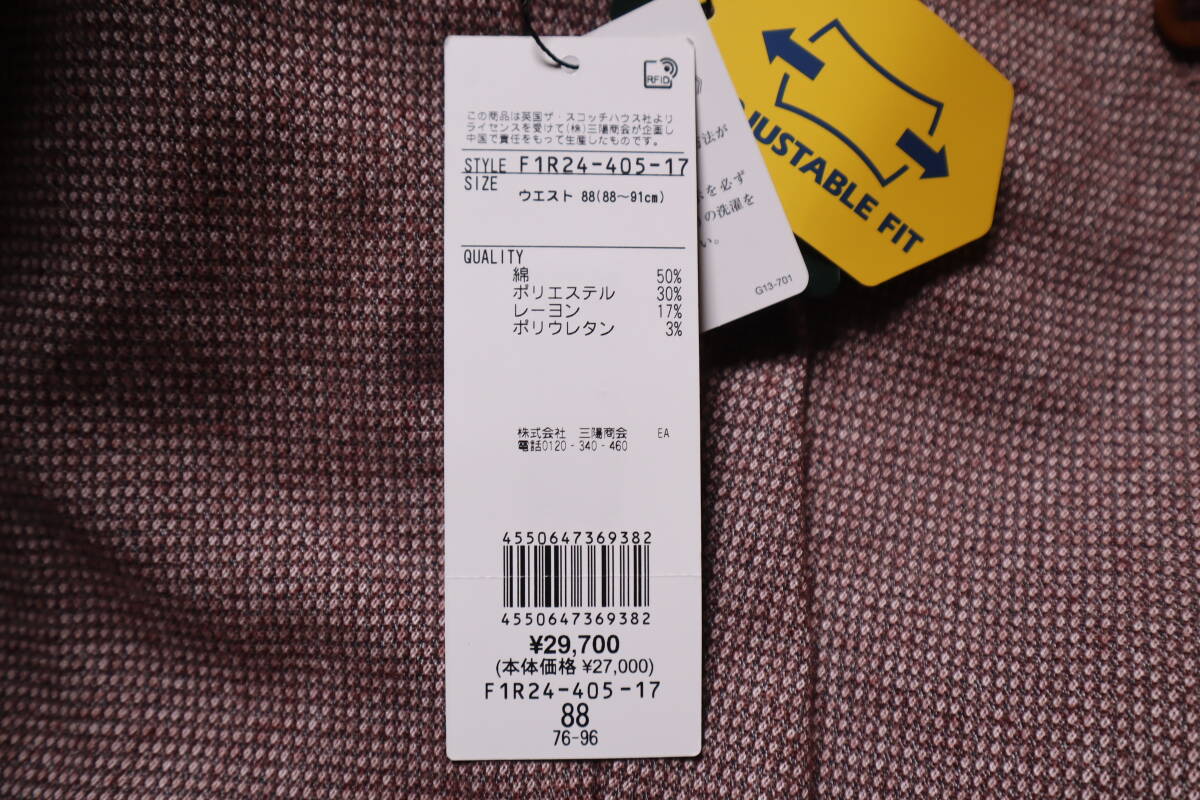 RFID
この商品は英国ザ・スコッチハウス社より
ライセンスを受けて(株)三陽商会が企画し
中国で責任をもって生産したものです。
STYLE F1R24-405-17
SIZE
ウエスト 88(88～91cm)
QUALITY
綿 50%
ポリエステル 30%
レーヨン 17%
ポリウレタン 3%
株式会社 三陽商会 EA
電話0120-340-460
4550647369382
4550647369382
¥29,700
(本体価格 ¥27,000)
F1R24-405-17
88
76-96
法が
を必ず
の洗濯を
い。
G13-701
JUSTABLE FIT